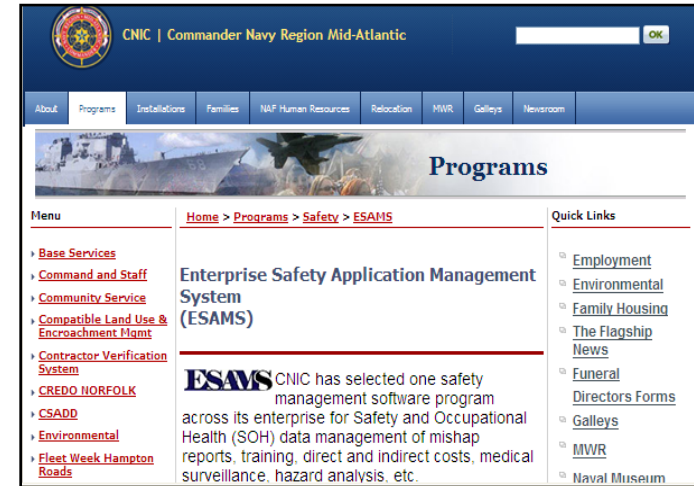 CNIC | Commander Navy Region Mid-Atlantic
OK
About Programs Installations Families NAF Human Resources Relocation MWR Galleys Newsroom
Programs
Menu
Base Services
Command and Staff
Community Service
Compatible Land Use &
Encroachment Mgmt
Contractor Verification
System
CREDO NORFOLK
CSADD
Environmental
Fleet Week Hampton
Roads
Home > Programs > Safety > ESAMS
Enterprise Safety Application Management
System
(ESAMS)
ESAMS CNIC has selected one safety
management software program
across its enterprise for Safety and Occupational
Health (SOH) data management of mishap
reports, training, direct and indirect costs, medical
surveillance, hazard analysis, etc.
Quick Links
Employment
Environmental
Family Housing
The Flagship
News
Funeral
Directors Forms
Galleys
MWR
Naval Museum